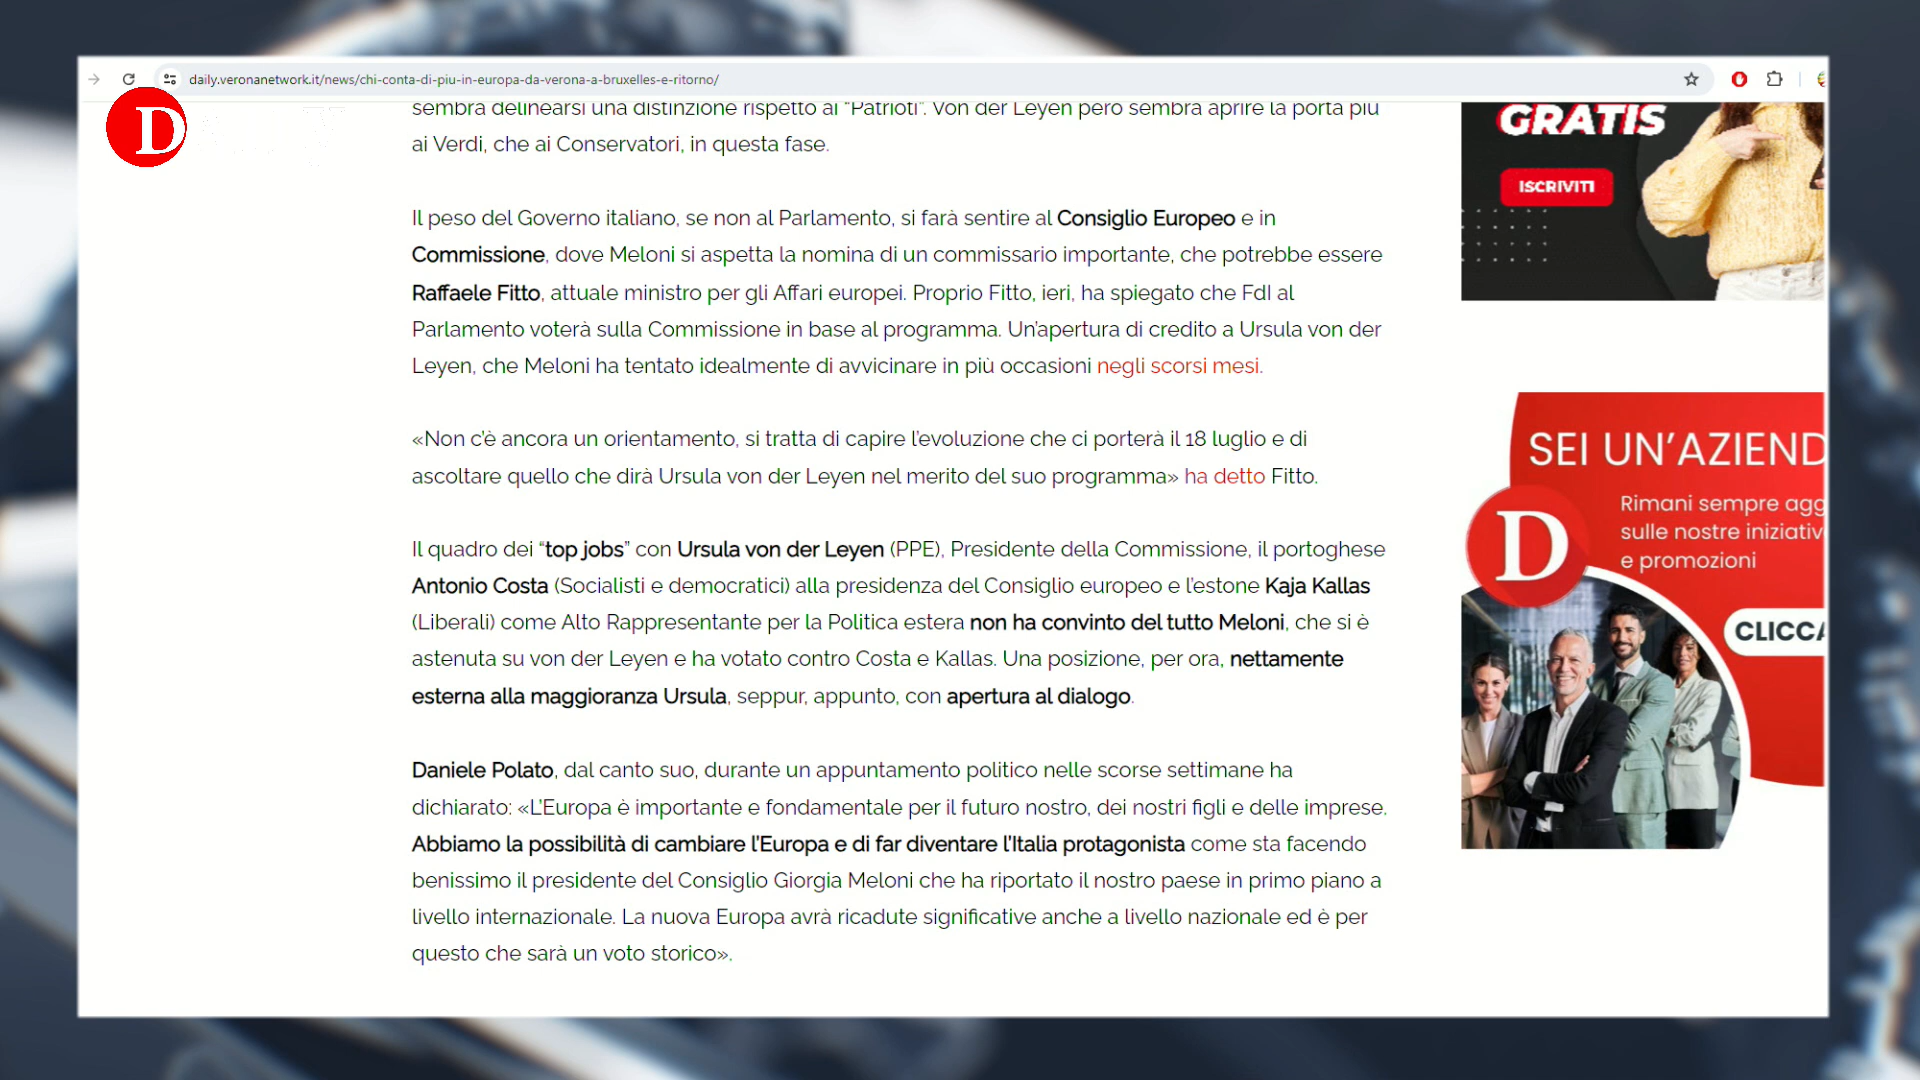 daily.veronanetwork.it/news/chi-conta-di-piu-in-europa-da-verona-a-bruxelles-e-ritorno/
D
sembra delinearsi una distinzione rispetto ai “Patrioti”. Von der Leyen però sembra aprire la porta più
ai Verdi, che ai Conservatori, in questa fase.
Il peso del Governo italiano, se non al Parlamento, si farà sentire al Consiglio Europeo e in
Commissione, dove Meloni si aspetta la nomina di un commissario importante, che potrebbe essere
Raffaele Fitto, attuale ministro per gli Affari europei. Proprio Fitto, ieri, ha spiegato che FdI al
Parlamento voterà sulla Commissione in base al programma. Un’apertura di credito a Ursula von der
Leyen, che Meloni ha tentato idealmente di avvicinare in più occasioni negli scorsi mesi.
«Non c’è ancora un orientamento, si tratta di capire l’evoluzione che ci porterà il 18 luglio e di
ascoltare quello che dirà Ursula von der Leyen nel merito del suo programma» ha detto Fitto.
Il quadro dei “top jobs” con Ursula von der Leyen (PPE), Presidente della Commissione, il portoghese
Antonio Costa (Socialisti e democratici) alla presidenza del Consiglio europeo e l’estone Kaja Kallas
(Liberali) come Alto Rappresentante per la Politica estera non ha convinto del tutto Meloni, che si è
astenuta su von der Leyen e ha votato contro Costa e Kallas. Una posizione, per ora, nettamente
esterna alla maggioranza Ursula, seppur, appunto, con apertura al dialogo.
Daniele Polato, dal canto suo, durante un appuntamento politico nelle scorse settimane ha
dichiarato: «L’Europa è importante e fondamentale per il futuro nostro, dei nostri figli e delle imprese.
Abbiamo la possibilità di cambiare l’Europa e di far diventare l’Italia protagonista come sta facendo
benissimo il presidente del Consiglio Giorgia Meloni che ha riportato il nostro paese in primo piano a
livello internazionale. La nuova Europa avrà ricadute significative anche a livello nazionale ed è per
questo che sarà un voto storico».
GRATIS
ISCRIVITI
SEI UN’AZIEND
Rimani sempre agg
sulle nostre iniziativ
e promozioni
D
CLICCA